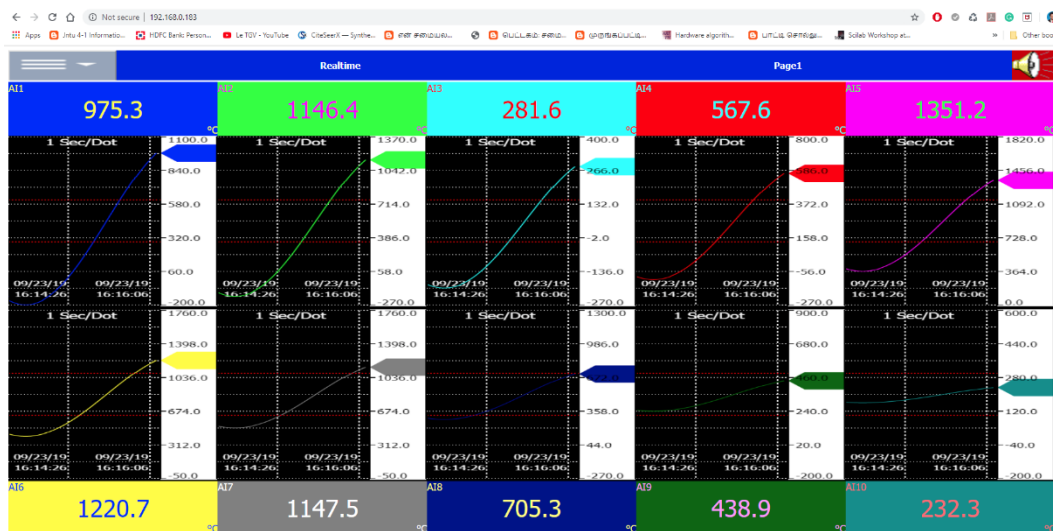 Not secure | 192.168.0.183
Apps Jntu 4-1 Informatio... HDFC Bank: Person... Le TGV - YouTube CiteSeerX — Synthe... Hardware algorith... Scilab Workshop at... » Other boo
Realtime Page1
AI1 AI2 AI3 AI4 AI5
975.3 1146.4 281.6 567.6 1351.2
°C °C °C °C °C
1 Sec/Dot 1100.0 1 Sec/Dot 1370.0 1 Sec/Dot 400.0 1 Sec/Dot 800.0 1 Sec/Dot 1820.0
840.0 1042.0 266.0 586.0 1456.0
580.0 714.0 132.0 372.0 1092.0
320.0 386.0 -2.0 158.0 728.0
60.0 58.0 -136.0 -56.0 364.0
09/23/19 09/23/19 09/23/19 09/23/19 09/23/19 09/23/19 09/23/19 09/23/19 09/23/19 09/23/19
16:14:26 16:16:06 16:14:26 16:16:06 16:14:26 16:16:06 16:14:26 16:16:06 16:14:26 16:16:06
-200.0 -270.0 -270.0 -270.0 0.0
1 Sec/Dot 1760.0 1 Sec/Dot 1760.0 1 Sec/Dot 1300.0 1 Sec/Dot 900.0 1 Sec/Dot 600.0
1398.0 1398.0 986.0 680.0 440.0
1036.0 1036.0 672.0 460.0 280.0
674.0 674.0 358.0 240.0 120.0
312.0 312.0 44.0 20.0 -40.0
09/23/19 09/23/19 09/23/19 09/23/19 09/23/19 09/23/19 09/23/19 09/23/19 09/23/19 09/23/19
16:14:26 16:16:06 16:14:26 16:16:06 16:14:26 16:16:06 16:14:26 16:16:06 16:14:26 16:16:06
-50.0 -50.0 -270.0 -200.0 -200.0
AI6 AI7 AI8 AI9 AI10
1220.7 1147.5 705.3 438.9 232.3
°C °C °C °C °C